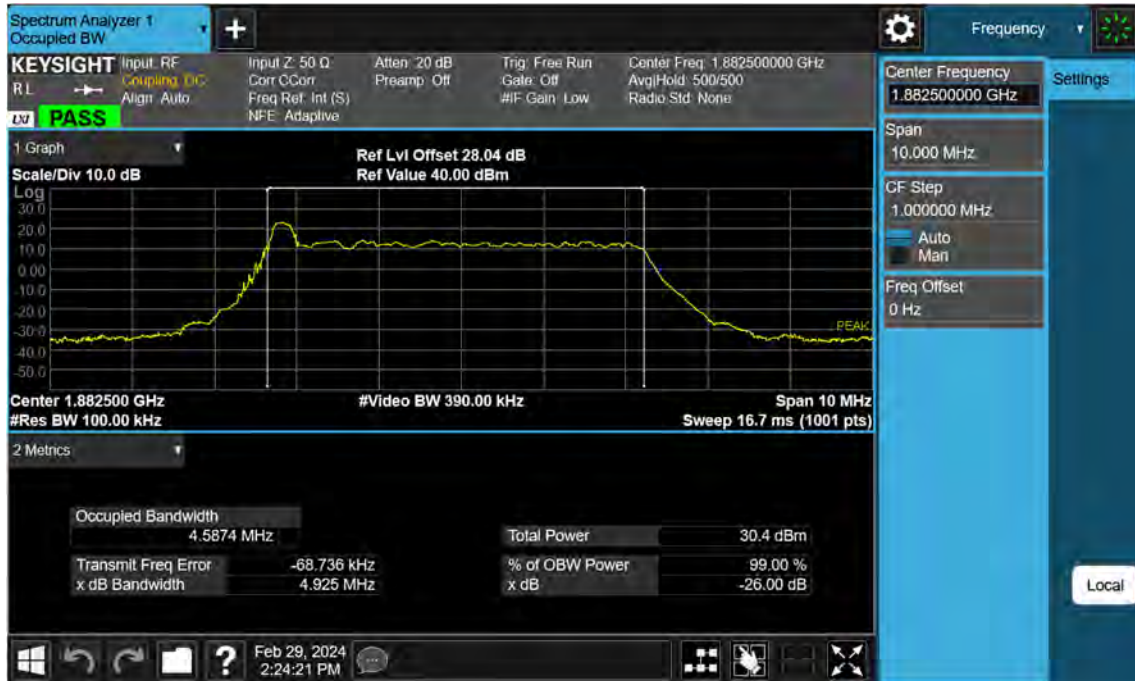 Spectrum Analyzer 1
Occupied BW
+
Frequency
KEYSIGHT
RL
LXI
PASS
Input: RF
Coupling: DC
Align: Auto
Input Z: 50 Ω
Corr CCorr
Freq Ref: Int (S)
NFE: Adaptive
Atten: 20 dB
Preamp: Off
Trig: Free Run
Gate: Off
#IF Gain: Low
Center Freq: 1.882500000 GHz
Avg|Hold: 500/500
Radio Std: None
1 Graph
Scale/Div 10.0 dB
Ref Lvl Offset 28.04 dB
Ref Value 40.00 dBm
Log
30.0
20.0
10.0
0.00
-10.0
-20.0
-30.0
-40.0
-50.0
PEAK
Center 1.882500 GHz
#Video BW 390.00 kHz
Span 10 MHz
#Res BW 100.00 kHz
Sweep 16.7 ms (1001 pts)
2 Metrics
Occupied Bandwidth
4.5874 MHz
Total Power 30.4 dBm
Transmit Freq Error -68.736 kHz
% of OBW Power 99.00 %
x dB Bandwidth 4.925 MHz
x dB -26.00 dB
Center Frequency
1.882500000 GHz
Settings
Span
10.000 MHz
CF Step
1.000000 MHz
Auto
Man
Freq Offset
0 Hz
Local
?
Feb 29, 2024
2:24:21 PM